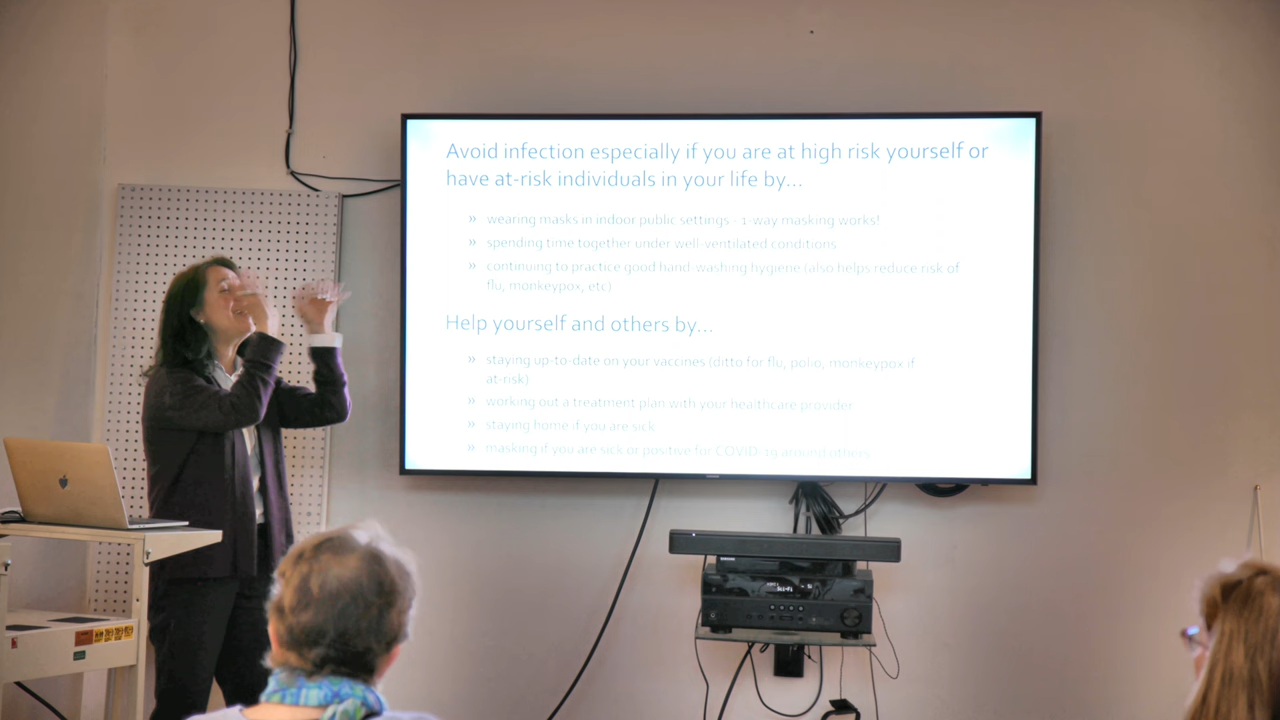 Avoid infection especially if you are at high risk yourself or
have at-risk individuals in your life by...
» wearing masks in indoor public settings - 1-way masking works!
» spending time together under well-ventilated conditions
» continuing to practice good hand-washing hygiene (also helps reduce risk of
flu, monkeypox, etc)
Help yourself and others by...
» staying up-to-date on your vaccines (ditto for flu, polio, monkeypox if
at-risk)
» working out a treatment plan with your healthcare provider
» staying home if you are sick
» masking if you are sick or positive for COVID-19 around others
SAMSUNG